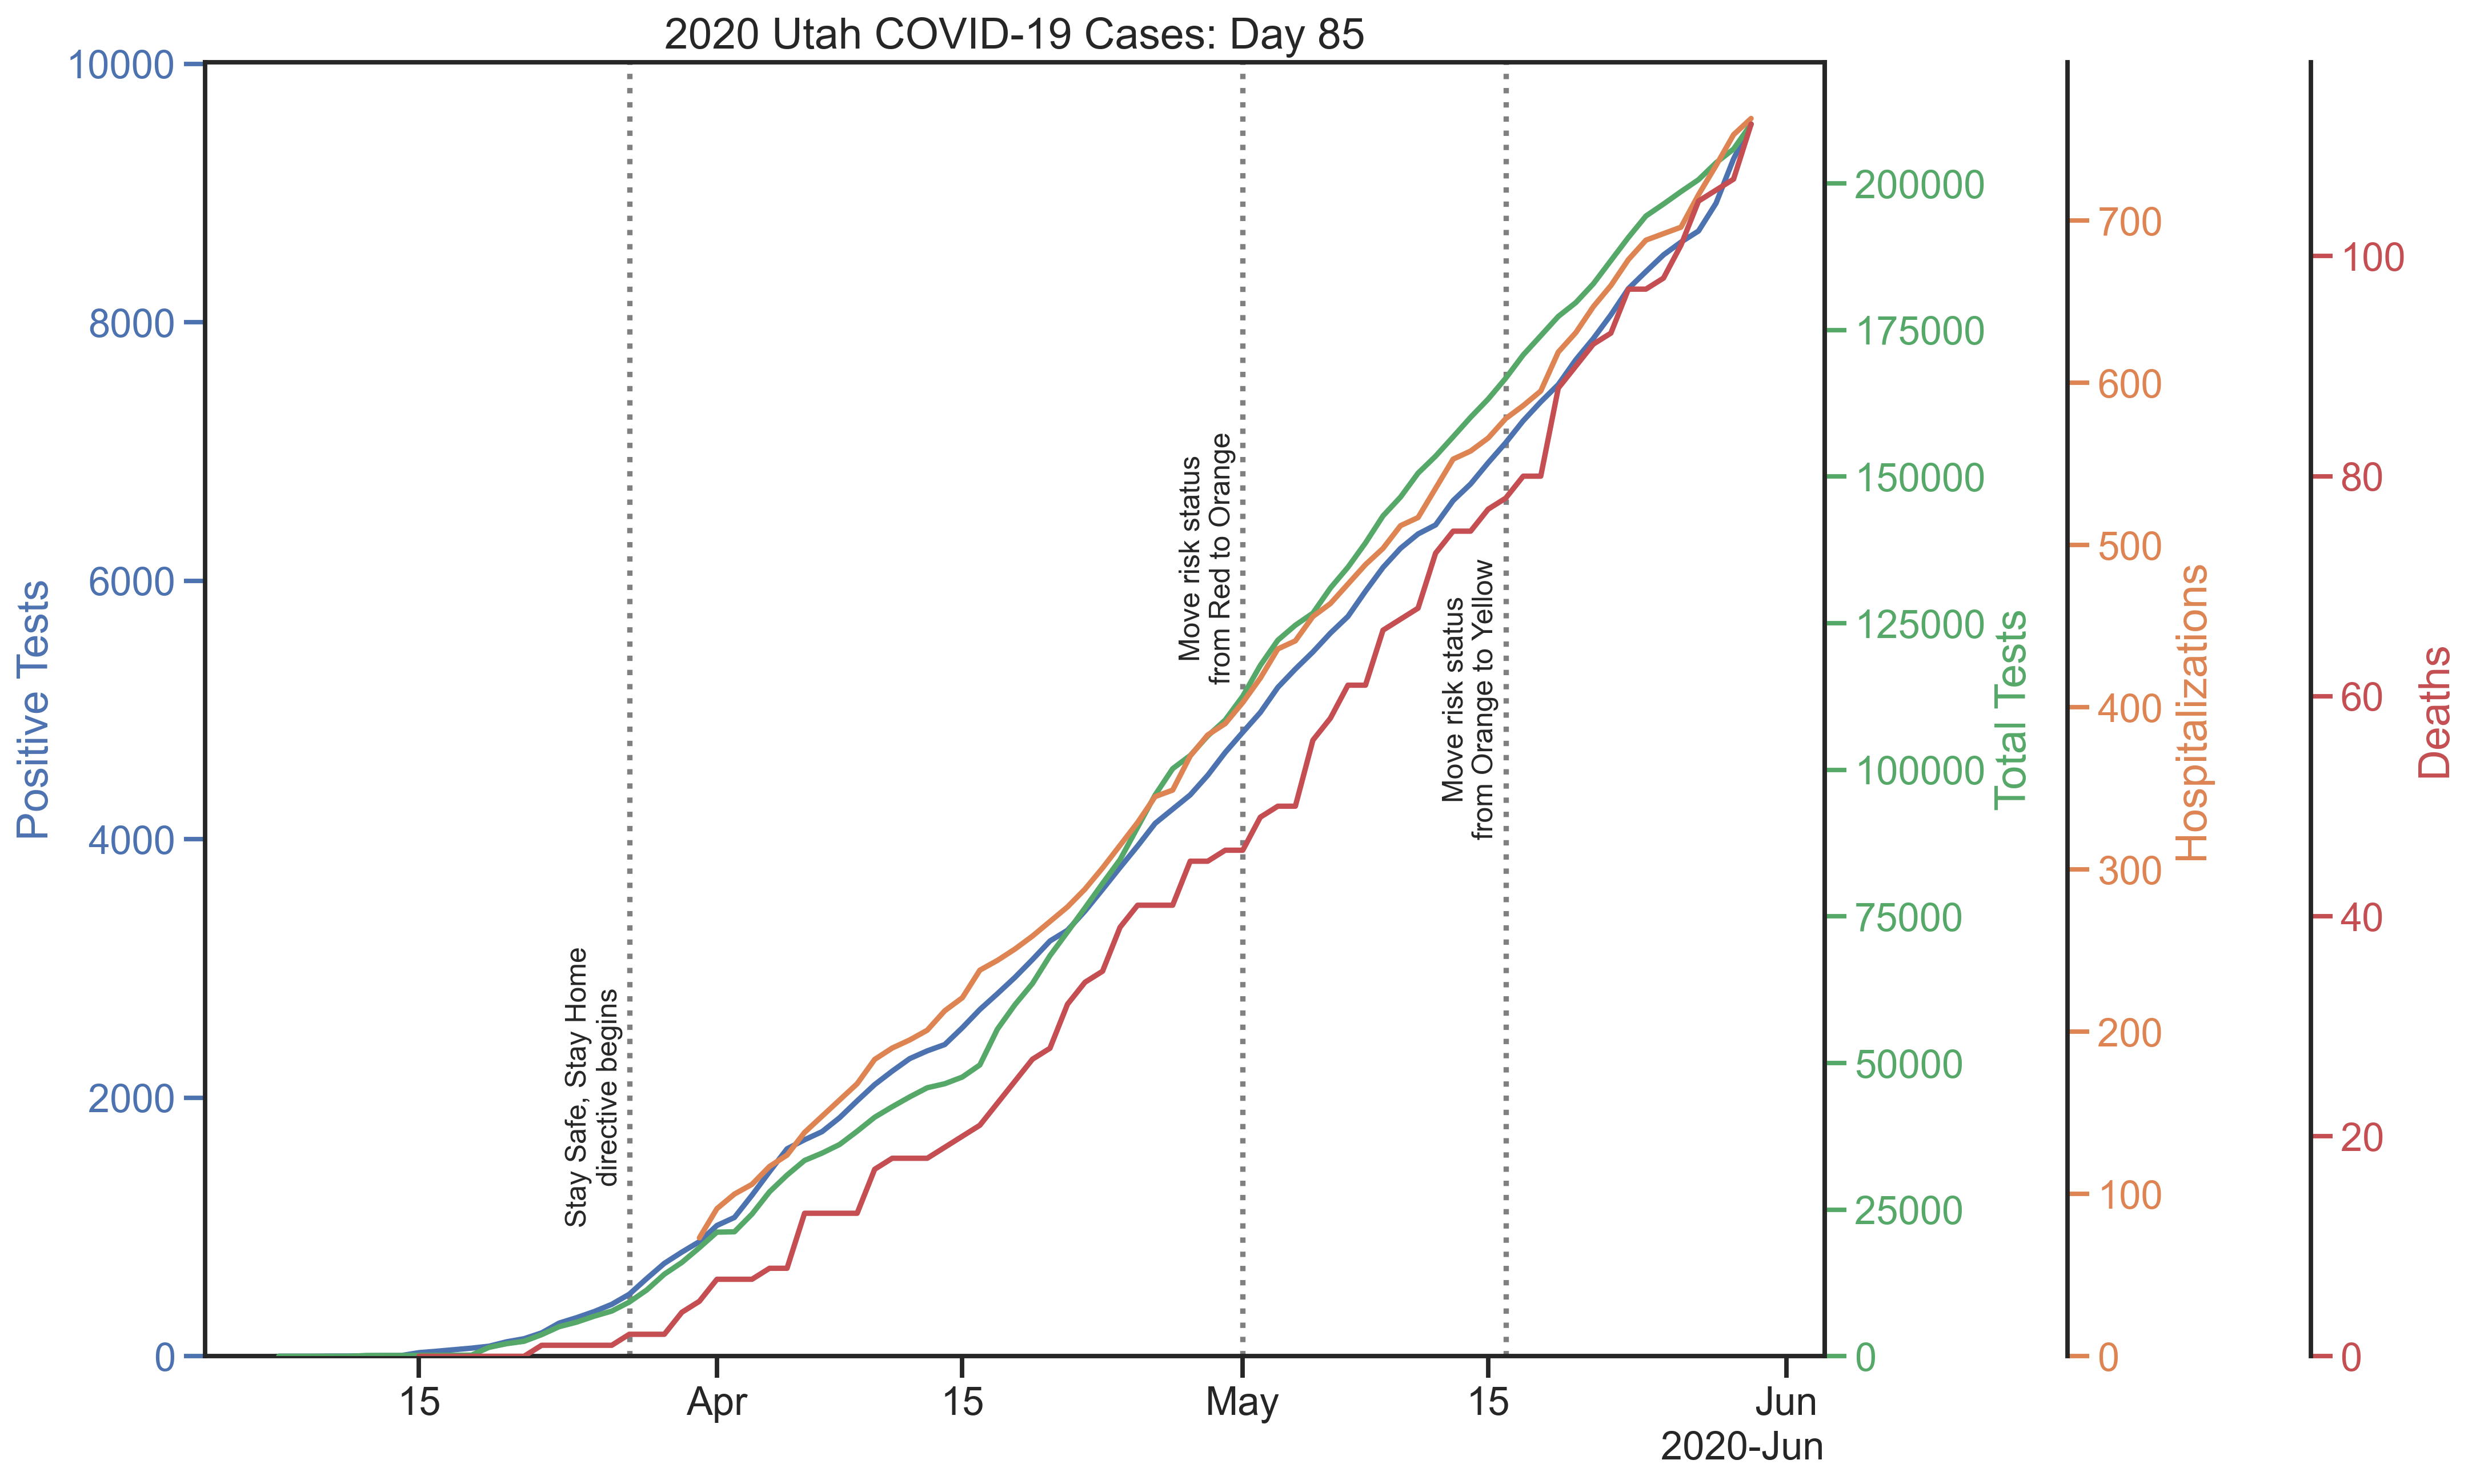 2020 Utah COVID-19 Cases: Day 85
10000
8000
6000
4000
2000
0
Positive Tests
Stay Safe, Stay Home
directive begins
Move risk status
from Red to Orange
Move risk status
from Orange to Yellow
15
Apr
15
May
15
Jun
2020-Jun
200000
175000
150000
125000
100000
75000
50000
25000
0
Total Tests
700
600
500
400
300
200
100
0
Hospitalizations
100
80
60
40
20
0
Deaths